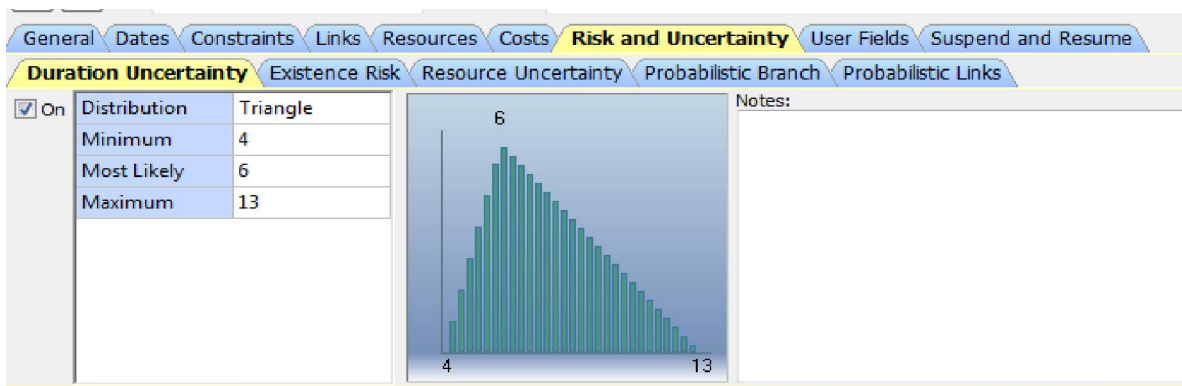 General Dates Constraints Links Resources Costs Risk and Uncertainty User Fields Suspend and Resume
Duration Uncertainty Existence Risk Resource Uncertainty Probabilistic Branch Probabilistic Links
On
Distribution Triangle
Minimum 4
Most Likely 6
Maximum 13
6
4 13
Notes: